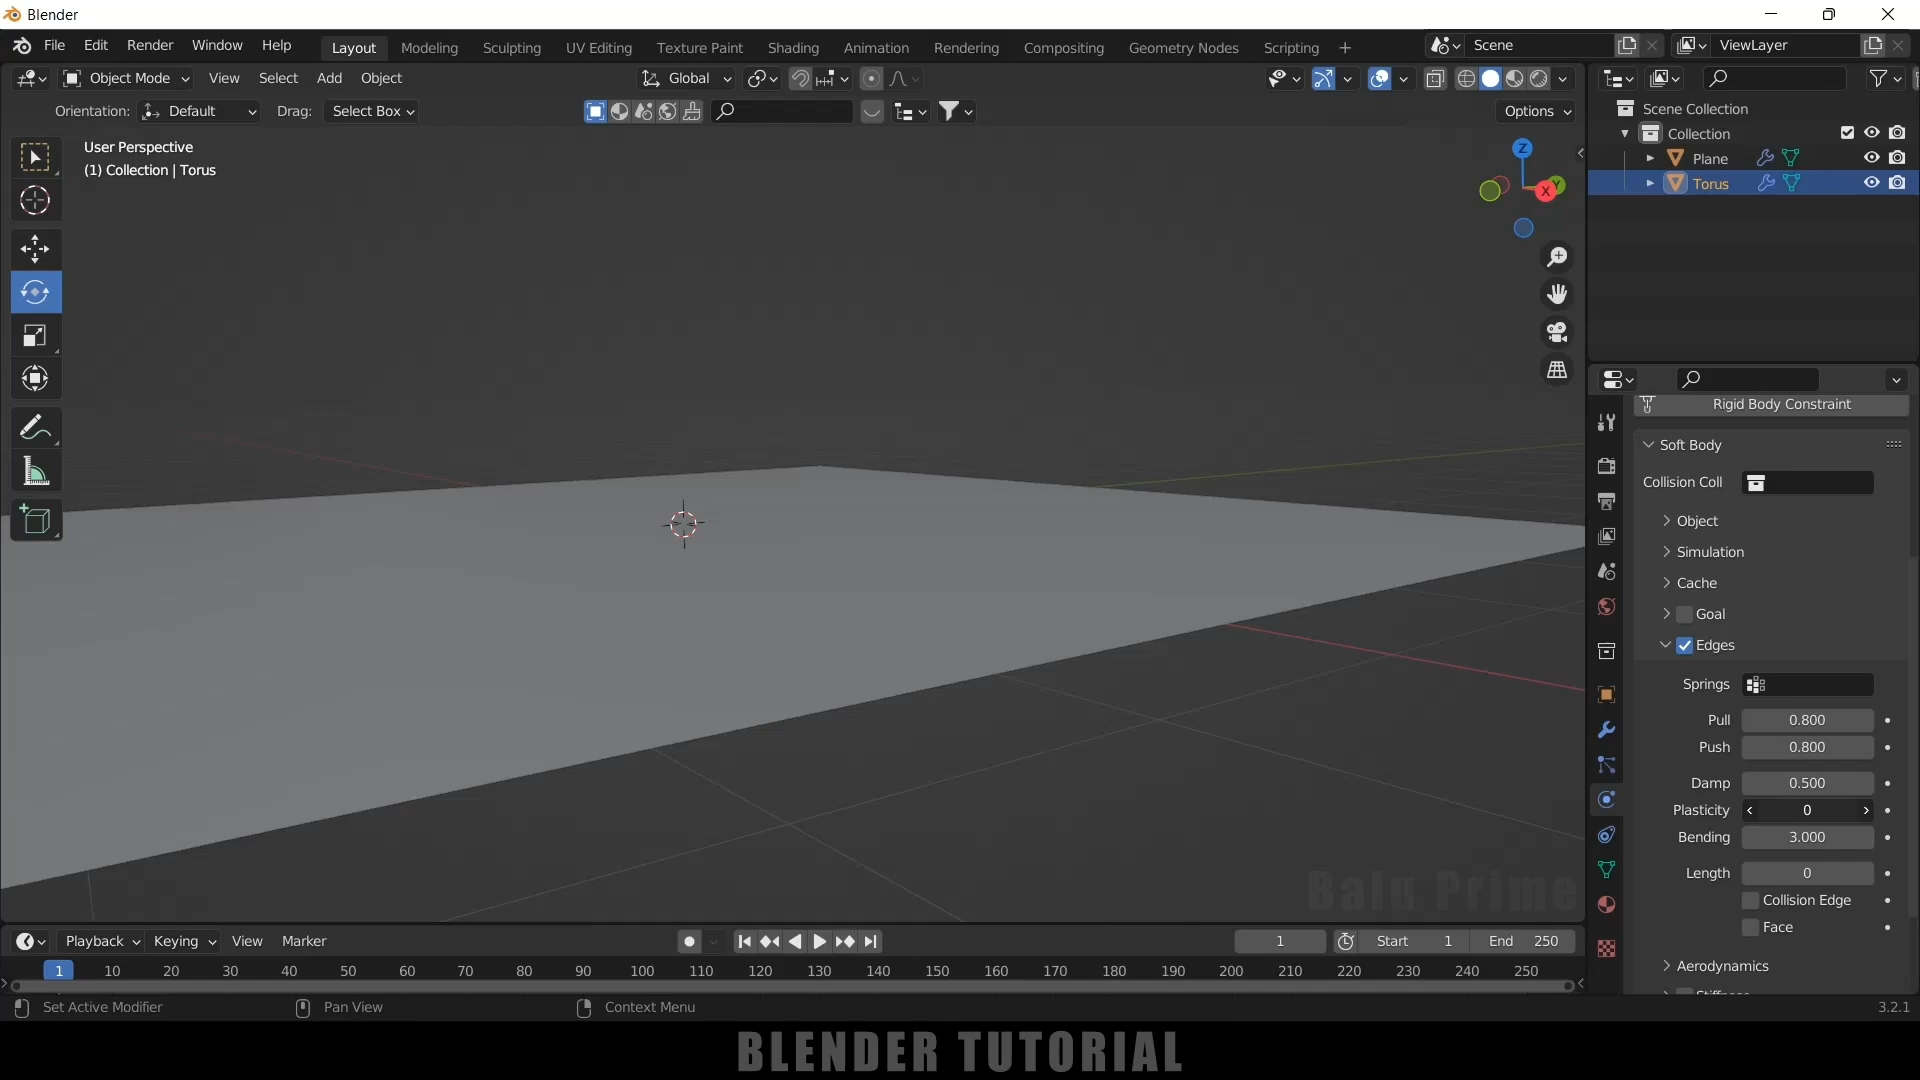 Blender
File Edit Render Window Help Layout Modeling Sculpting UV Editing Texture Paint Shading Animation Rendering Compositing Geometry Nodes Scripting + Scene ViewLayer
Object Mode View Select Add Object Global
Orientation: Default Drag: Select Box Options
User Perspective
(1) Collection | Torus
Z
Y
X
Scene Collection
Collection
Plane
Torus
Rigid Body Constraint
Soft Body
Collision Coll
Object
Simulation
Cache
Goal
Edges
Springs
Pull 0.800
Push 0.800
Damp 0.500
Plasticity 0
Bending 3.000
Length 0
Collision Edge
Face
Aerodynamics
Stiffness
Balu Prime
Playback Keying View Marker 1 Start 1 End 250
1 10 20 30 40 50 60 70 80 90 100 110 120 130 140 150 160 170 180 190 200 210 220 230 240 250
Set Active Modifier Pan View Context Menu 3.2.1
BLENDER TUTORIAL